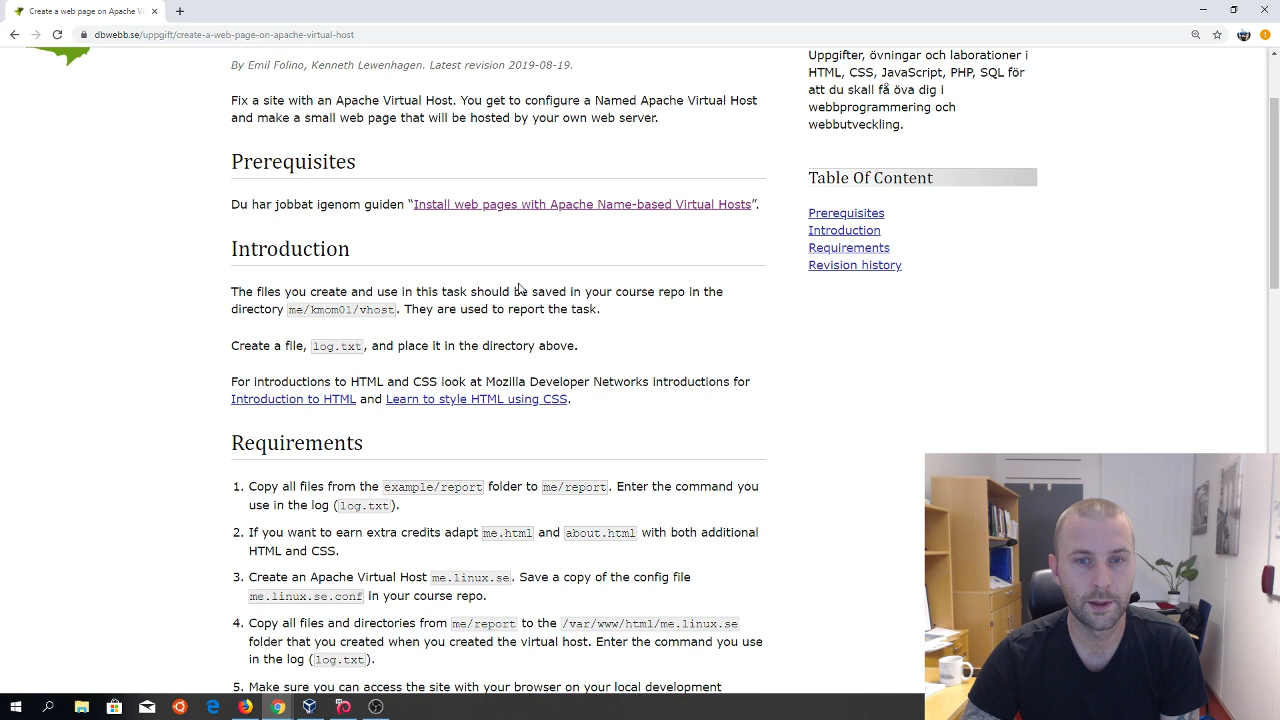 Create a web page on Apache Vi
dbwebb.se/uppgift/create-a-web-page-on-apache-virtual-host
By Emil Folino, Kenneth Lewenhagen. Latest revision 2019-08-19.
Fix a site with an Apache Virtual Host. You get to configure a Named Apache Virtual Host
and make a small web page that will be hosted by your own web server.
Prerequisites
Du har jobbat igenom guiden “Install web pages with Apache Name-based Virtual Hosts”.
Introduction
The files you create and use in this task should be saved in your course repo in the
directory me/kmom01/vhost. They are used to report the task.
Create a file, log.txt, and place it in the directory above.
For introductions to HTML and CSS look at Mozilla Developer Networks introductions for
Introduction to HTML and Learn to style HTML using CSS.
Requirements
1. Copy all files from the example/report folder to me/report. Enter the command you
use in the log (log.txt).
2. If you want to earn extra credits adapt me.html and about.html with both additional
HTML and CSS.
3. Create an Apache Virtual Host me.linux.se. Save a copy of the config file
me.linux.se.conf in your course repo.
4. Copy all files and directories from me/report to the /var/www/html/me.linux.se
folder that you created when you created the virtual host. Enter the command you use
in the log (log.txt).
5. Make sure you can access the site with your browser on your local development
Uppgifter, övningar och laborationer i
HTML, CSS, JavaScript, PHP, SQL för
att du skall få öva dig i
webbprogrammering och
webbutveckling.
Table Of Content
Prerequisites
Introduction
Requirements
Revision history